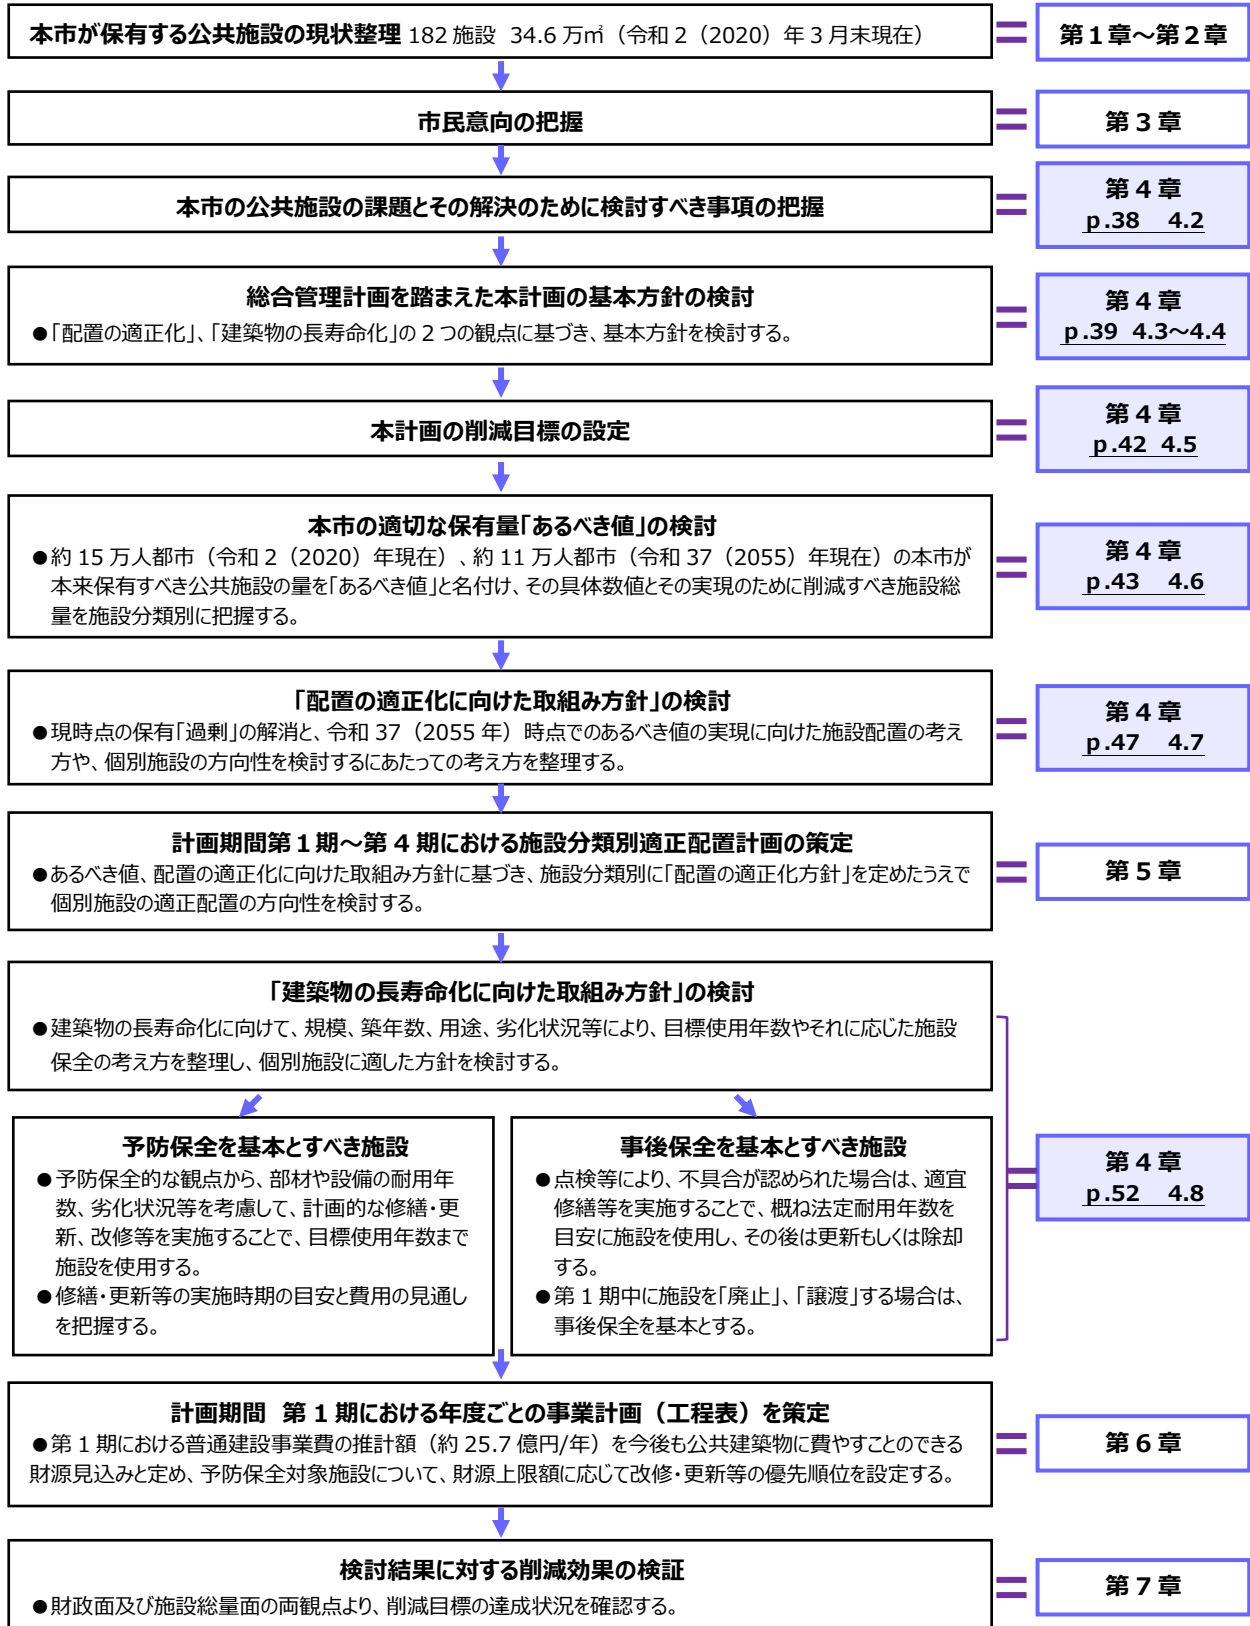 本市が保有する公共施設の現状整理 182 施設 34.6 万㎡（令和 2（2020）年 3 月末現在）
第１章～第２章
市民意向の把握
第３章
本市の公共施設の課題とその解決のために検討すべき事項の把握
第４章
ｐ.38 4.2
総合管理計画を踏まえた本計画の基本方針の検討
●「配置の適正化」、「建築物の長寿命化」の 2 つの観点に基づき、基本方針を検討する。
第４章
ｐ.39 4.3～4.4
本計画の削減目標の設定
第４章
ｐ.42 4.5
本市の適切な保有量「あるべき値」の検討
●約 15 万人都市（令和 2（2020）年現在）、約 11 万人都市（令和 37（2055）年現在）の本市が
本来保有すべき公共施設の量を「あるべき値」と名付け、その具体数値とその実現のために削減すべき施設総
量を施設分類別に把握する。
第４章
ｐ.43 4.6
「配置の適正化に向けた取組み方針」の検討
●現時点の保有「過剰」の解消と、令和 37（2055 年）時点でのあるべき値の実現に向けた施設配置の考え
方や、個別施設の方向性を検討するにあたっての考え方を整理する。
第４章
ｐ.47 4.7
計画期間第１期～第 4 期における施設分類別適正配置計画の策定
●あるべき値、配置の適正化に向けた取組み方針に基づき、施設分類別に「配置の適正化方針」を定めたうえで
個別施設の適正配置の方向性を検討する。
第５章
「建築物の長寿命化に向けた取組み方針」の検討
●建築物の長寿命化に向けて、規模、築年数、用途、劣化状況等により、目標使用年数やそれに応じた施設
保全の考え方を整理し、個別施設に適した方針を検討する。
予防保全を基本とすべき施設
●予防保全的な観点から、部材や設備の耐用年
数、劣化状況等を考慮して、計画的な修繕・更
新、改修等を実施することで、目標使用年数まで
施設を使用する。
●修繕・更新等の実施時期の目安と費用の見通し
を把握する。
事後保全を基本とすべき施設
●点検等により、不具合が認められた場合は、適宜
修繕等を実施することで、概ね法定耐用年数を
目安に施設を使用し、その後は更新もしくは除却
する。
●第 1 期中に施設を「廃止」、「譲渡」する場合は、
事後保全を基本とする。
第４章
ｐ.52 4.8
計画期間 第 1 期における年度ごとの事業計画（工程表）を策定
●第 1 期における普通建設事業費の推計額（約 25.7 億円/年）を今後も公共建築物に費やすことのできる
財源見込みと定め、予防保全対象施設について、財源上限額に応じて改修・更新等の優先順位を設定する。
第６章
検討結果に対する削減効果の検証
●財政面及び施設総量面の両観点より、削減目標の達成状況を確認する。
第７章